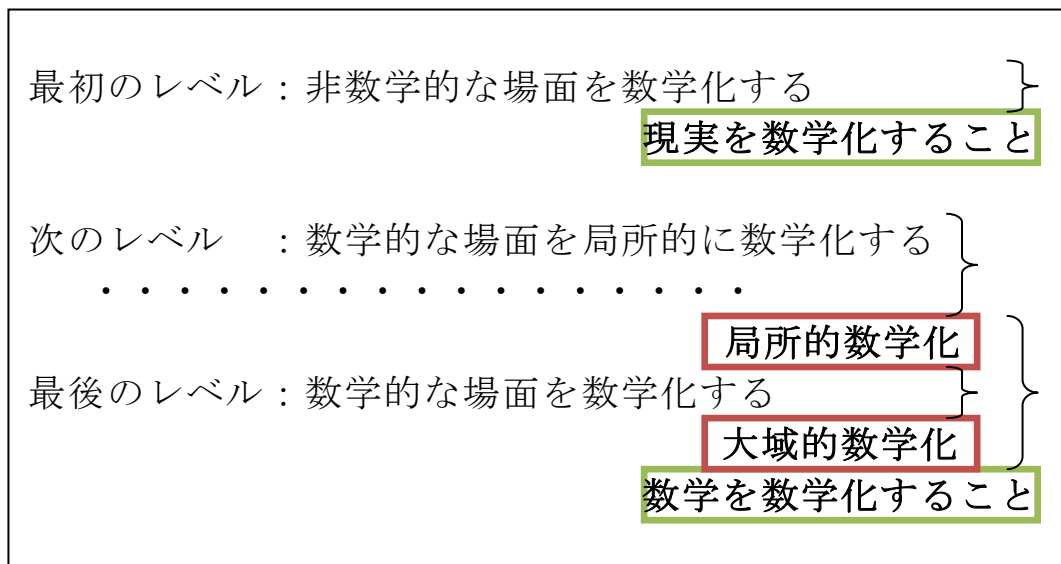 最初のレベル：非数学的な場面を数学化する
現実を数学化すること
次のレベル　：数学的な場面を局所的に数学化する
・・・・・・・・・・・・・・・・・・・
局所的数学化
最後のレベル：数学的な場面を数学化する
大域的数学化
数学を数学化すること